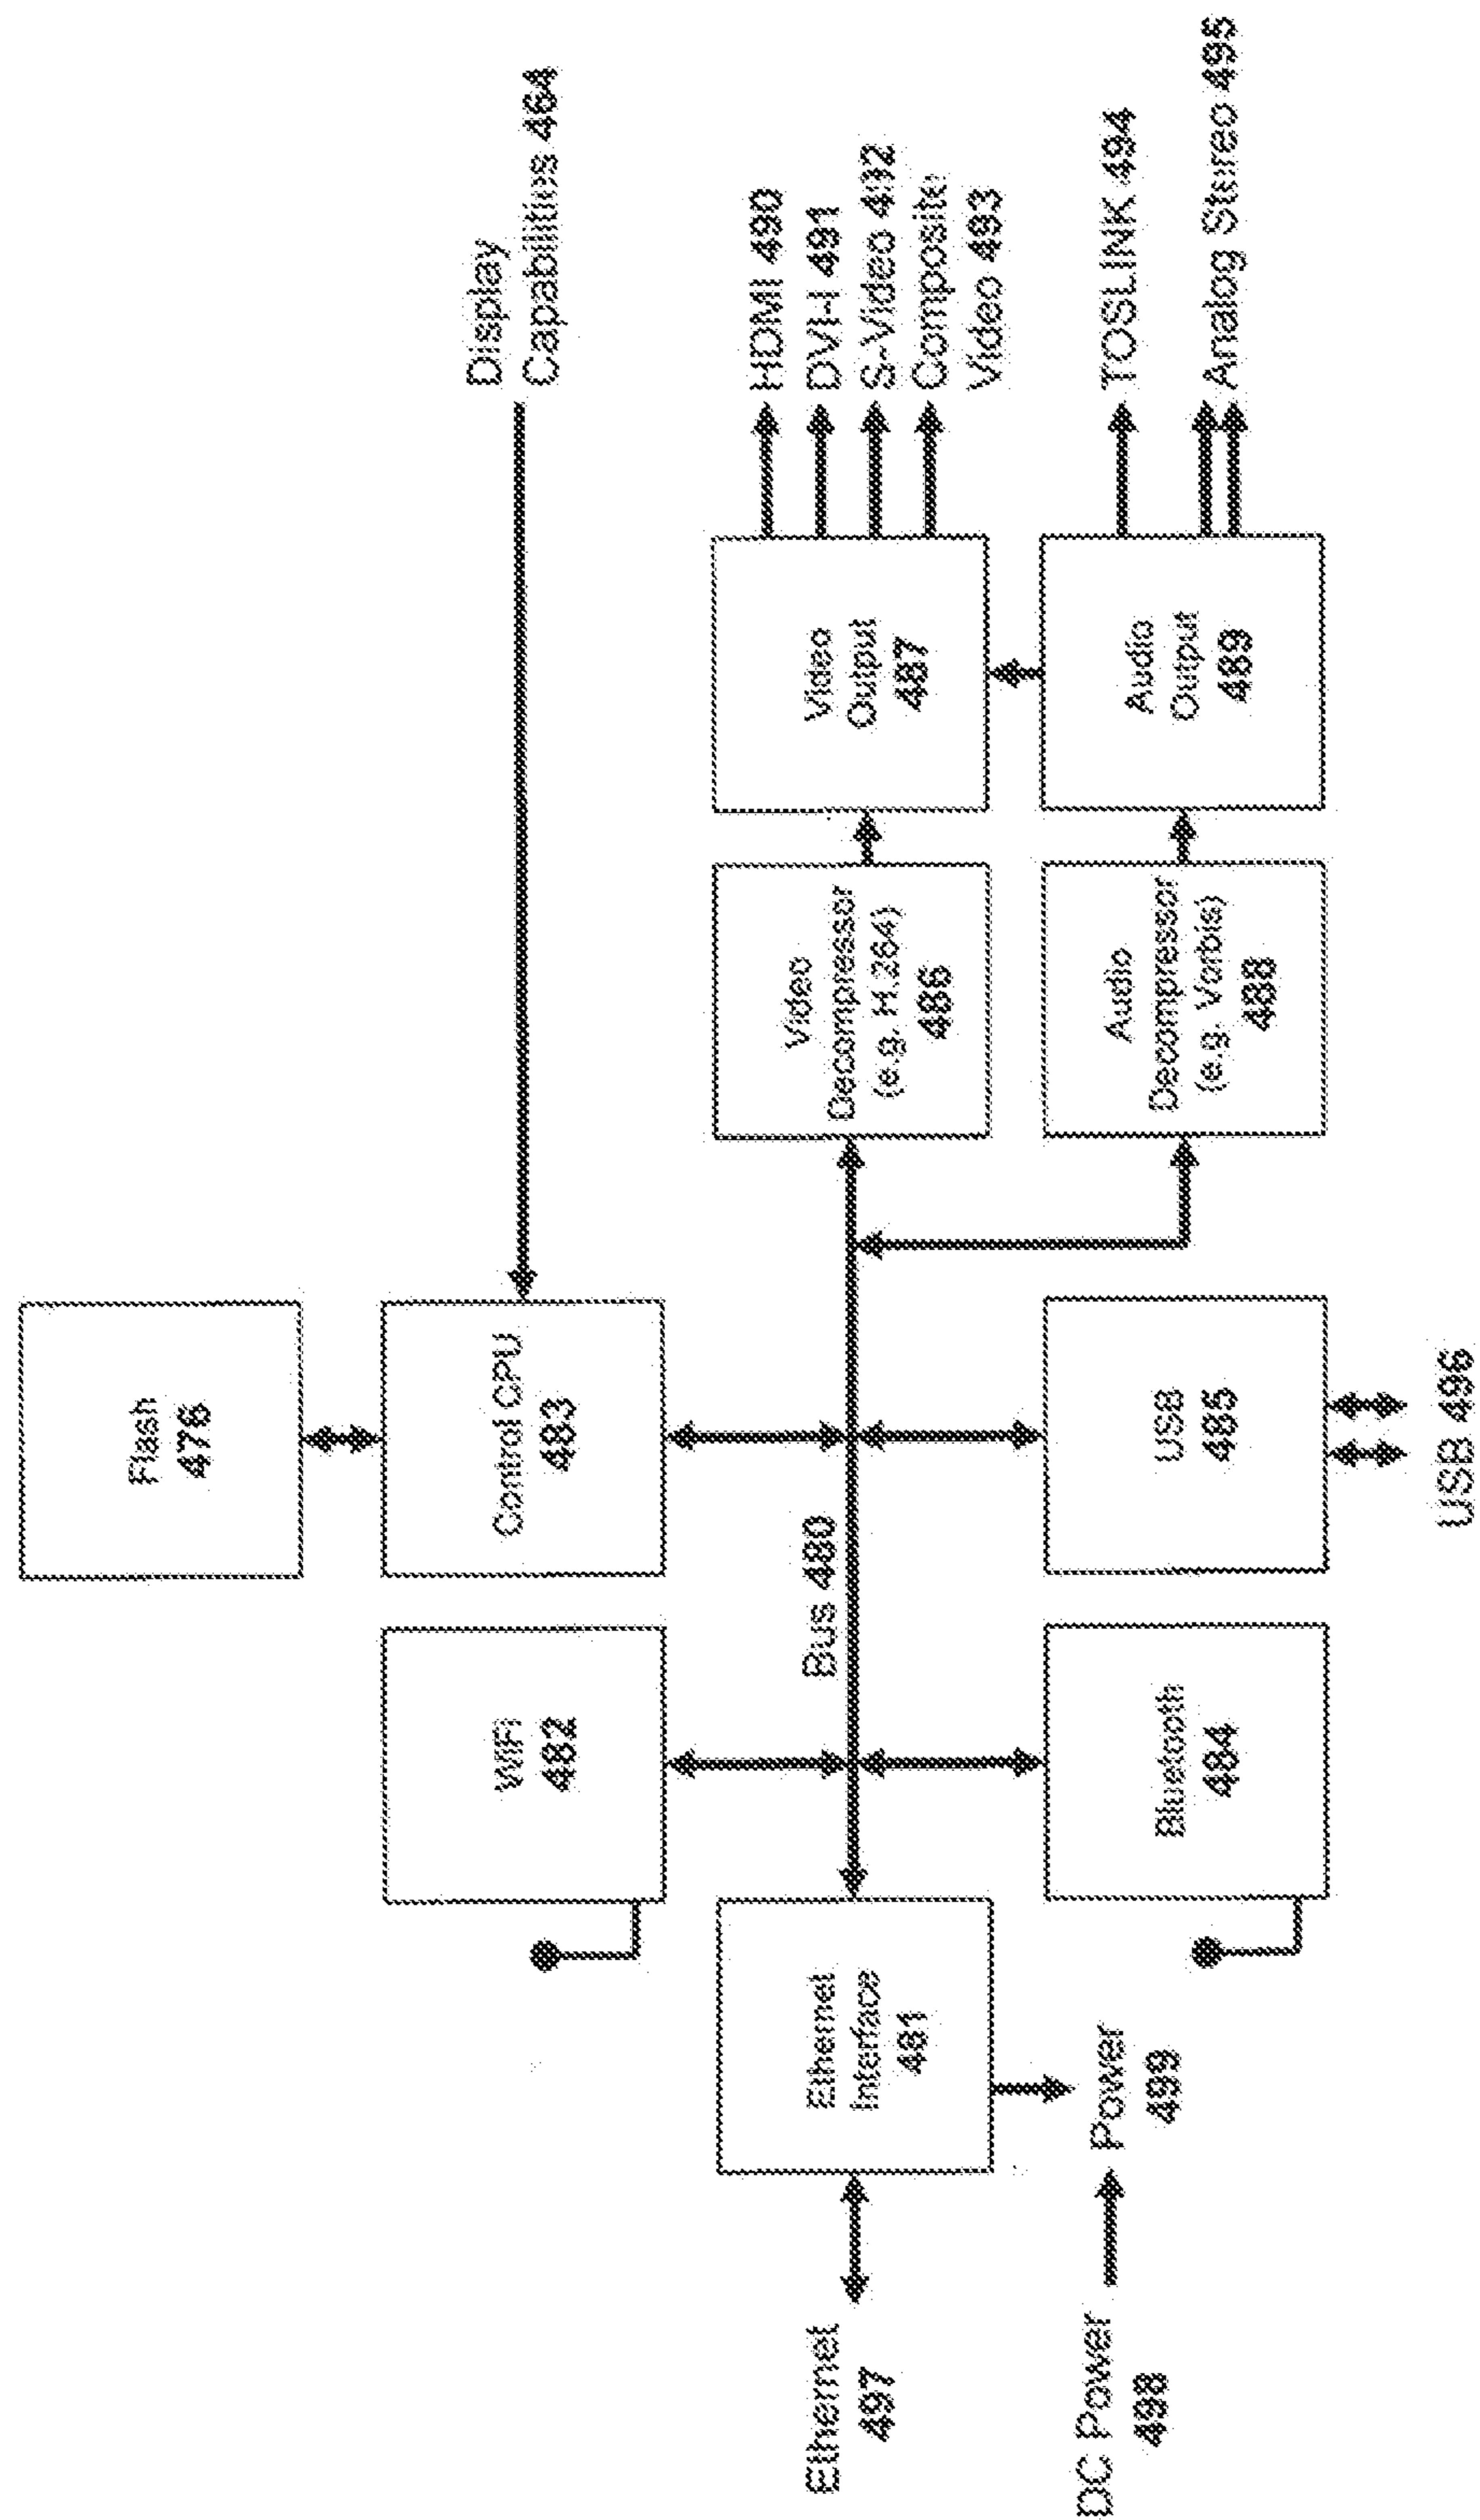 Flash
476
Display
Capabilities 464
WiFi
482
Control CPU
483
Bus 480
Ethernet
497
Ethernet
Interface
481
Video
Decompressor
(e.g. H.264)
486
Video
Output
487
HDMI 490
DVI-I 491
S-Video 492
Composite
Video 493
DC Power
498
Power
499
Bluetooth
484
USB
485
Audio
Decompressor
(e.g. Vorbis)
488
Audio
Output
489
TOSLINK 494
Analog Stereo 495
USB 496